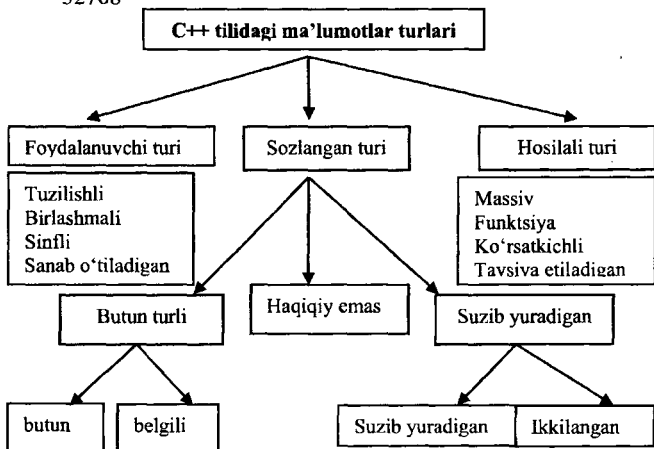 32768
C++ tilidagi ma’lumotlar turlari
Foydalanuvchi turi
Sozlangan turi
Hosilali turi
Tuzilishli
Birlashmali
Sinfli
Sanab o‘tiladigan
Massiv
Funktsiya
Ko‘rsatkichli
Tavsiva etiladigan
Butun turli
Haqiqiy emas
Suzib yuradigan
butun
belgili
Suzib yuradigan
Ikkilangan